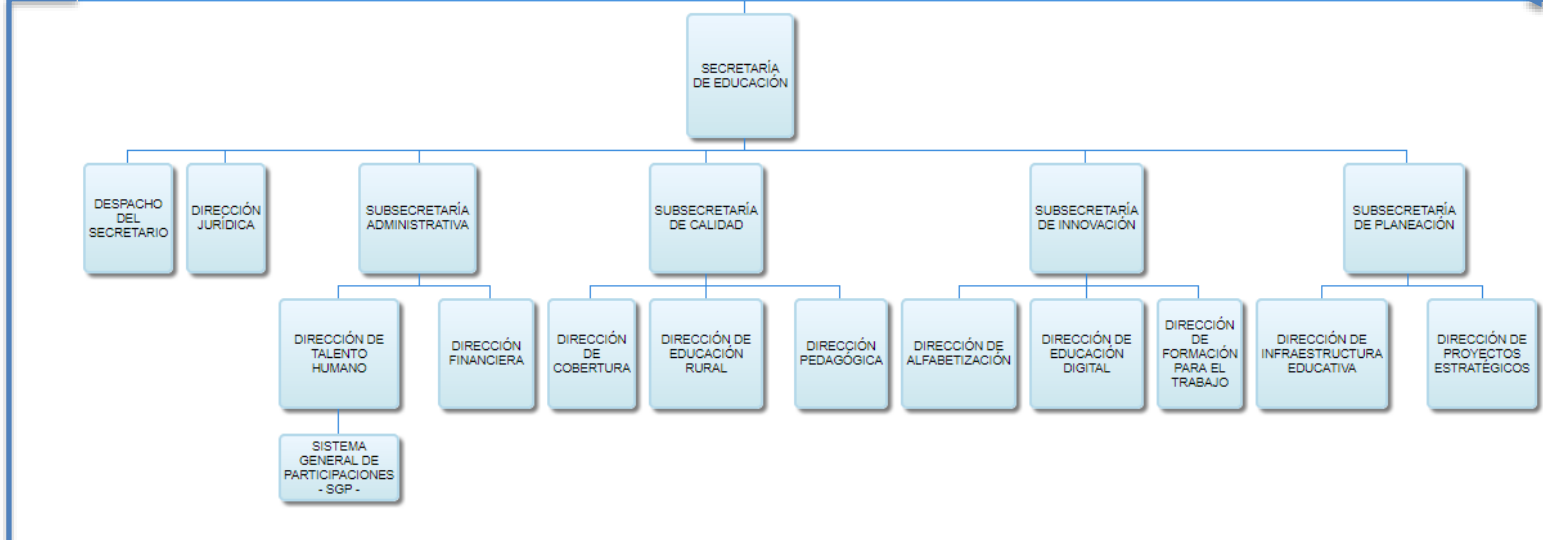 SECRETARÍA
DE EDUCACIÓN
DESPACHO
DEL
SECRETARIO
DIRECCIÓN
JURÍDICA
SUBSECRETARÍA
ADMINISTRATIVA
SUBSECRETARÍA
DE CALIDAD
SUBSECRETARÍA
DE INNOVACIÓN
SUBSECRETARÍA
DE PLANEACIÓN
DIRECCIÓN DE
TALENTO
HUMANO
DIRECCIÓN
FINANCIERA
DIRECCIÓN
DE
COBERTURA
DIRECCIÓN DE
EDUCACIÓN
RURAL
DIRECCIÓN
PEDAGÓGICA
DIRECCIÓN DE
ALFABETIZACIÓN
DIRECCIÓN DE
EDUCACIÓN
DIGITAL
DIRECCIÓN
DE
FORMACIÓN
PARA EL
TRABAJO
DIRECCIÓN DE
INFRAESTRUCTURA
EDUCATIVA
DIRECCIÓN DE
PROYECTOS
ESTRATÉGICOS
SISTEMA
GENERAL DE
PARTICIPACIONES
- SGP -